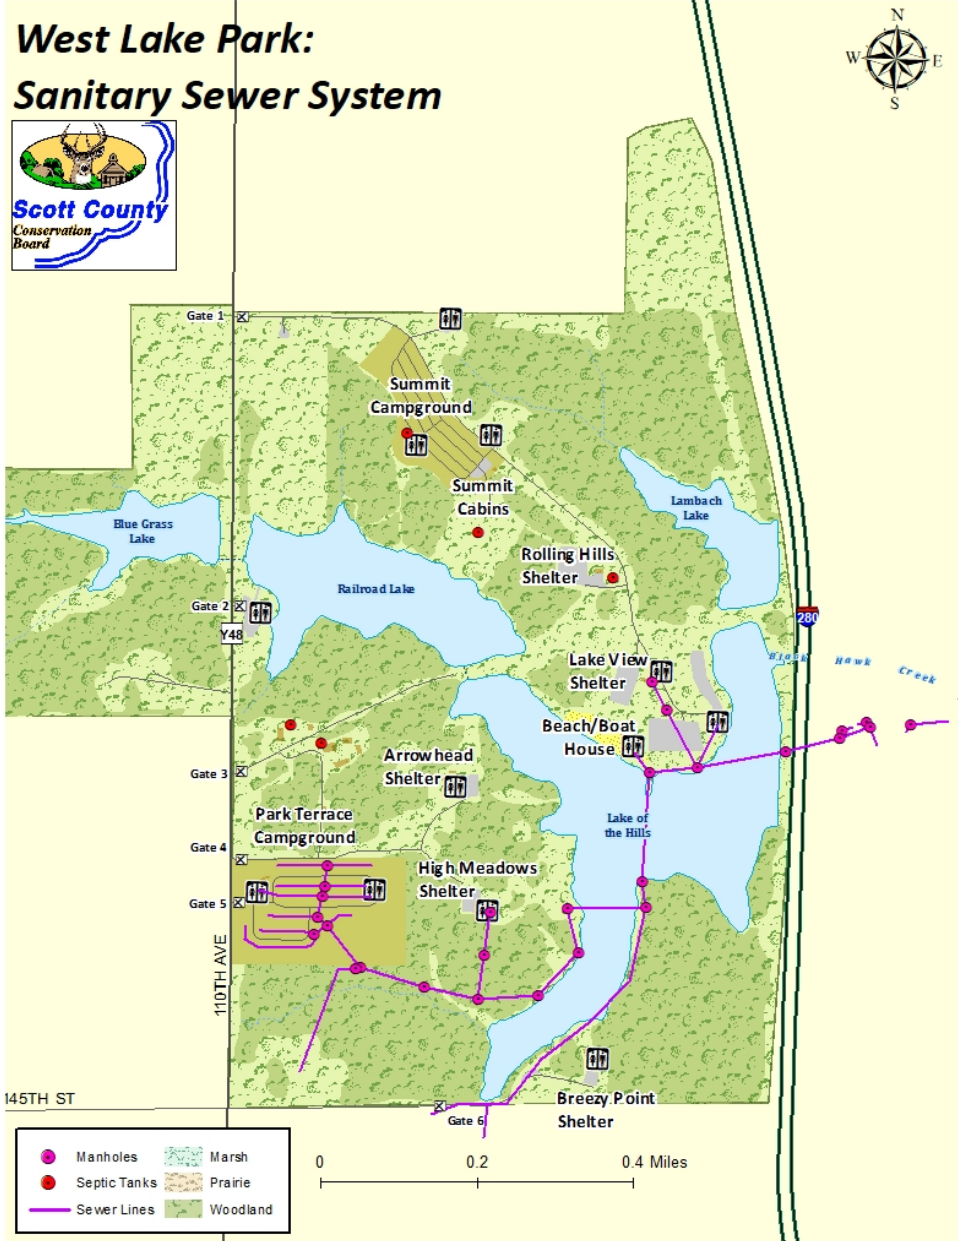 West Lake Park:
Sanitary Sewer System
N
W E
S
Scott County
Conservation
Board
Gate 1
Summit
Campground
Summit
Cabins
Lambach
Lake
Blue Grass
Lake
Rolling Hills
Shelter
Railroad Lake
Gate 2
Y48
280
Lake View
Shelter
Black Hawk Creek
Beach/Boat
House
Arrowhead
Shelter
Gate 3
Park Terrace
Campground
Lake of
the Hills
Gate 4
High Meadows
Shelter
Gate 5
110TH AVE
145TH ST
Breezy Point
Shelter
Gate 6
Manholes
Septic Tanks
Sewer Lines
Marsh
Prairie
Woodland
0 0.2 0.4 Miles